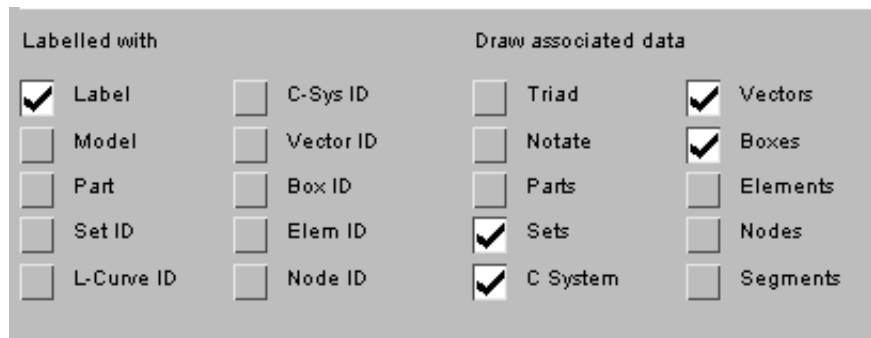 Labelled with Draw associated data
Label C-Sys ID Triad Vectors
Model Vector ID Notate Boxes
Part Box ID Parts Elements
Set ID Elem ID Sets Nodes
L-Curve ID Node ID C System Segments